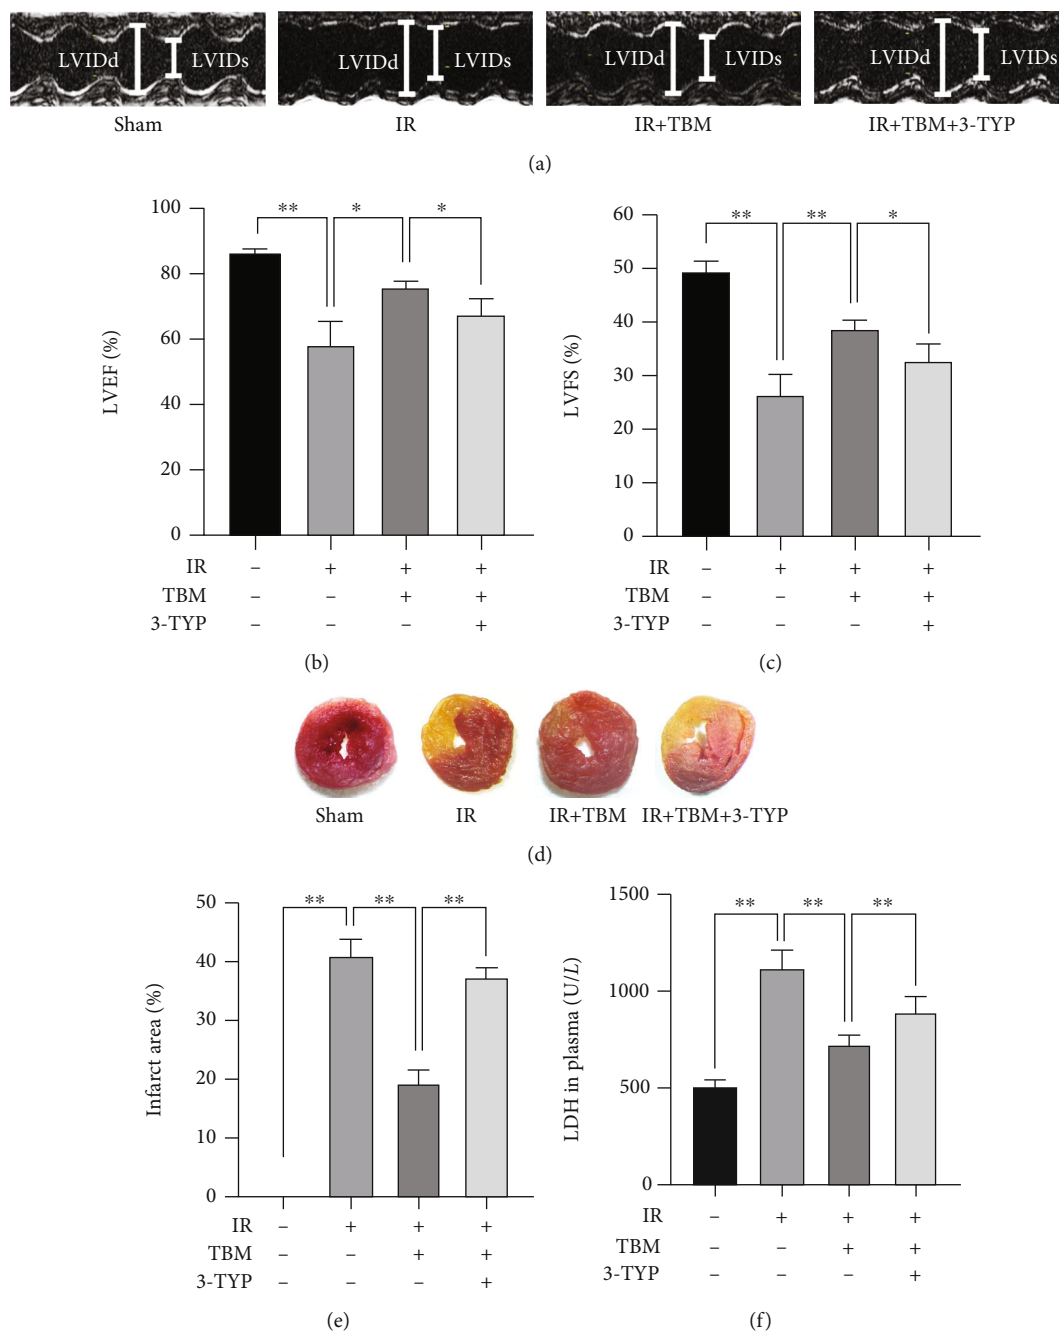 LVIDd LVIDs LVIDd LVIDs LVIDd LVIDs LVIDd LVIDs
Sham IR IR+TBM IR+TBM+3-TYP
(a)
LVEF (%)
100
80
60
40
20
0
** * *
IR − + + +
TBM − − + +
3-TYP − − − +
(b)
LVFS (%)
60
50
40
30
20
10
0
** ** *
IR − + + +
TBM − − + +
3-TYP − − − +
(c)
Sham IR IR+TBM IR+TBM+3-TYP
(d)
Infarct area (%)
50
40
30
20
10
0
** ** **
IR − + + +
TBM − − + +
3-TYP − − − +
(e)
LDH in plasma (U/L)
1500
1000
500
0
** ** **
IR − + + +
TBM − − + +
3-TYP − − − +
(f)